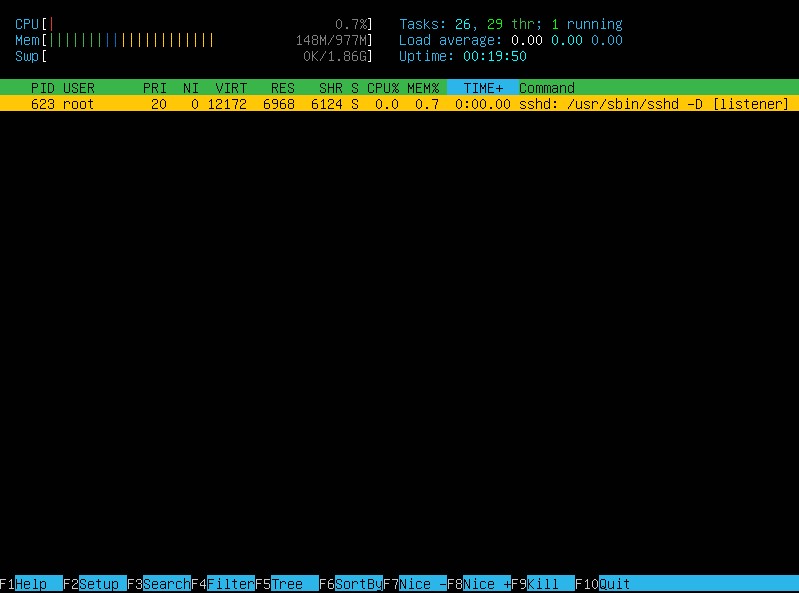 CPU[| 0.7%] Tasks: 26, 29 thr; 1 running
Mem[||||||||||||||||||||| 148M/977M] Load average: 0.00 0.00 0.00
Swp[ 0K/1.86G] Uptime: 00:19:50
PID USER PRI NI VIRT RES SHR S CPU% MEM% TIME+ Command
623 root 20 0 12172 6968 6124 S 0.0 0.7 0:00.00 sshd: /usr/sbin/sshd -D [listener]
F1Help F2Setup F3SearchF4FilterF5Tree F6SortByF7Nice -F8Nice +F9Kill F10Quit